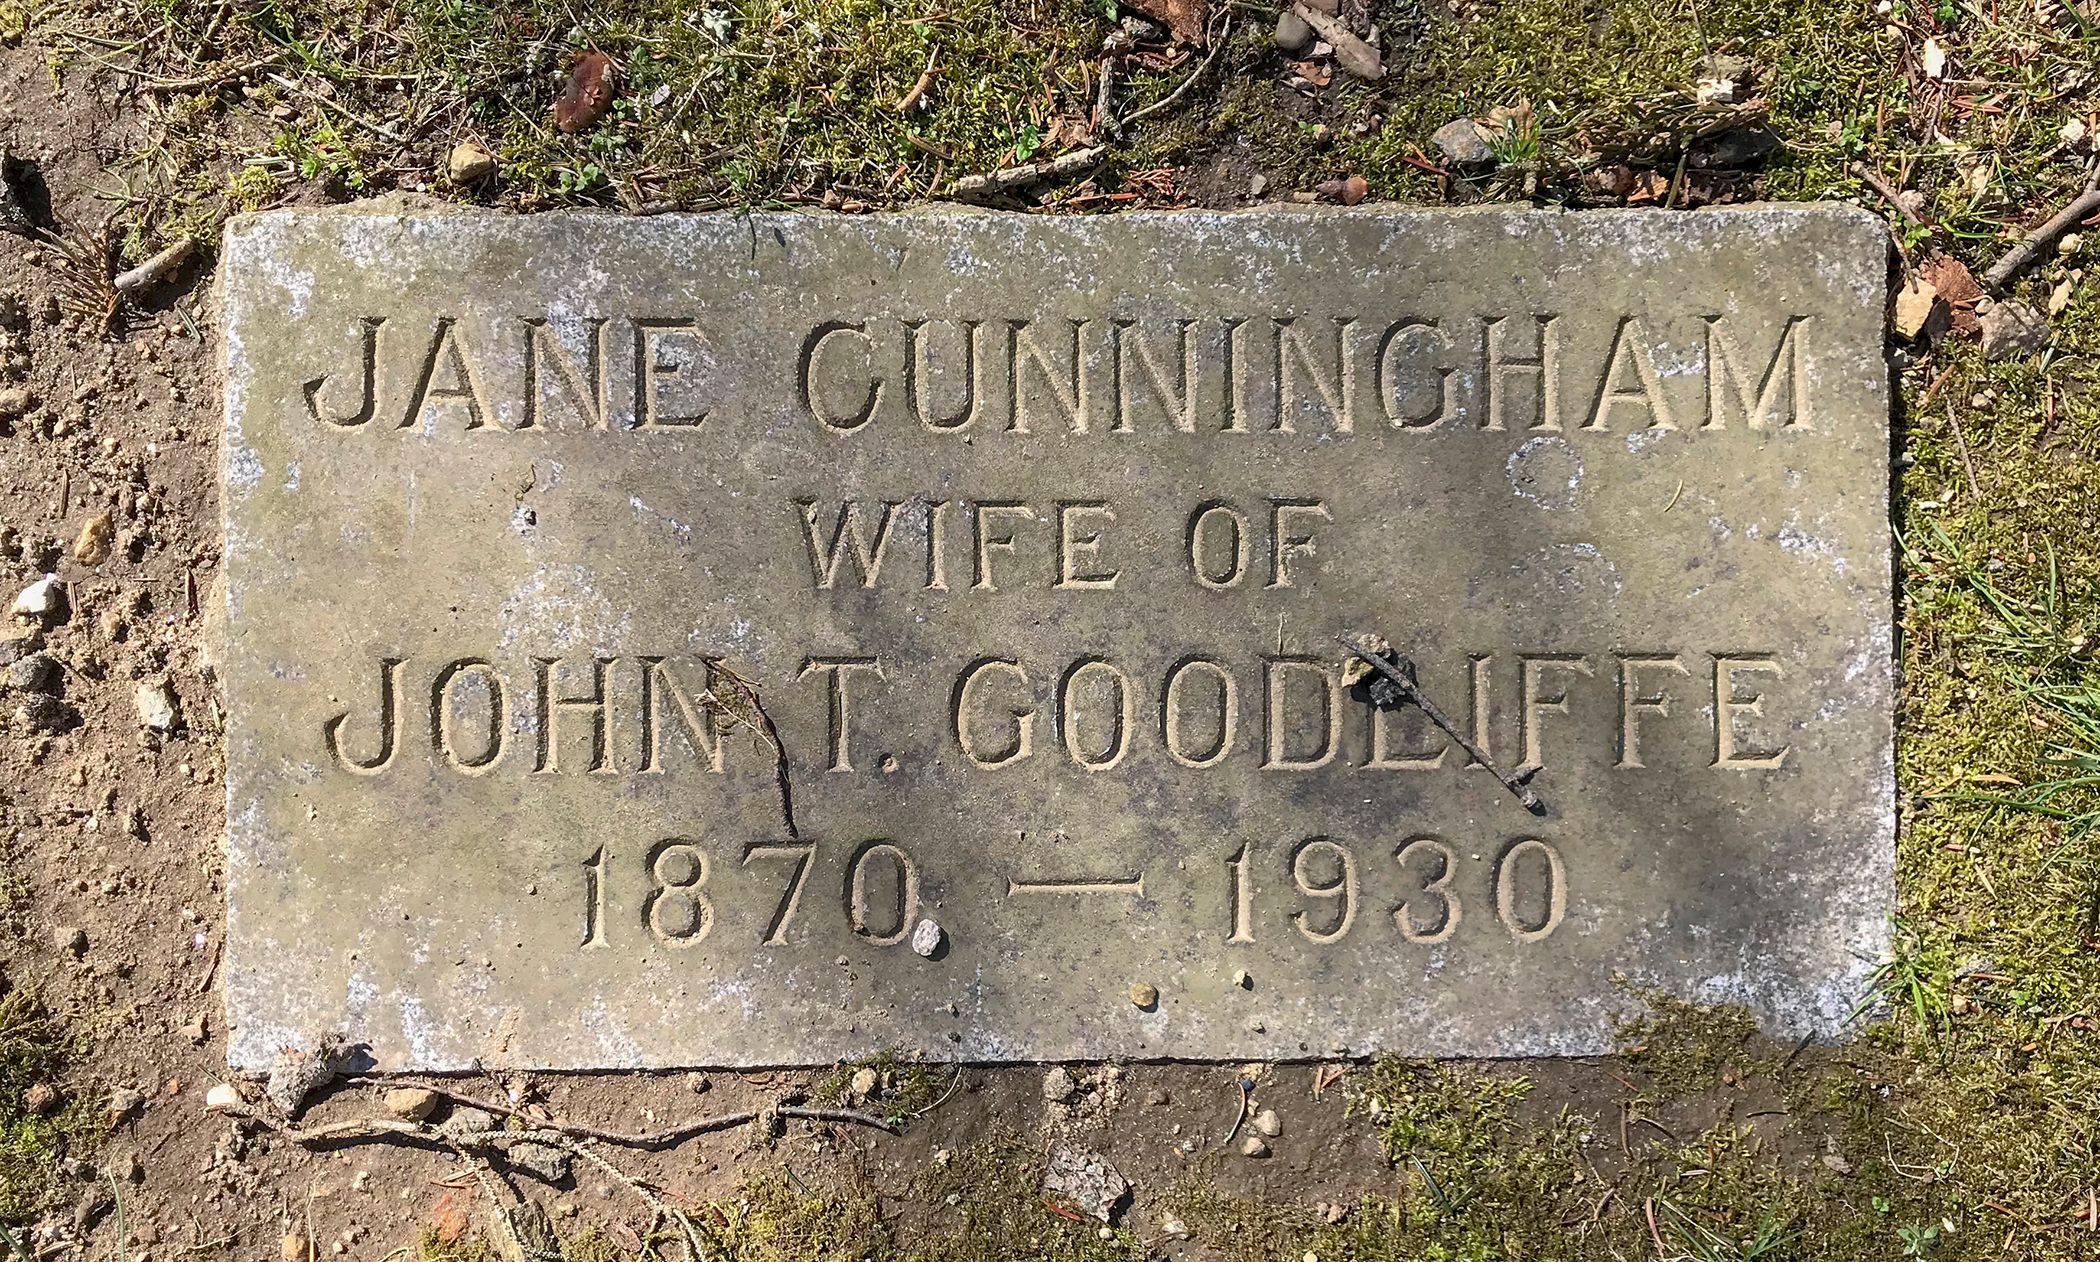 JANE CUNNINGHAM
WIFE OF
JOHN T. GOODLIFFE
1870 — 1930